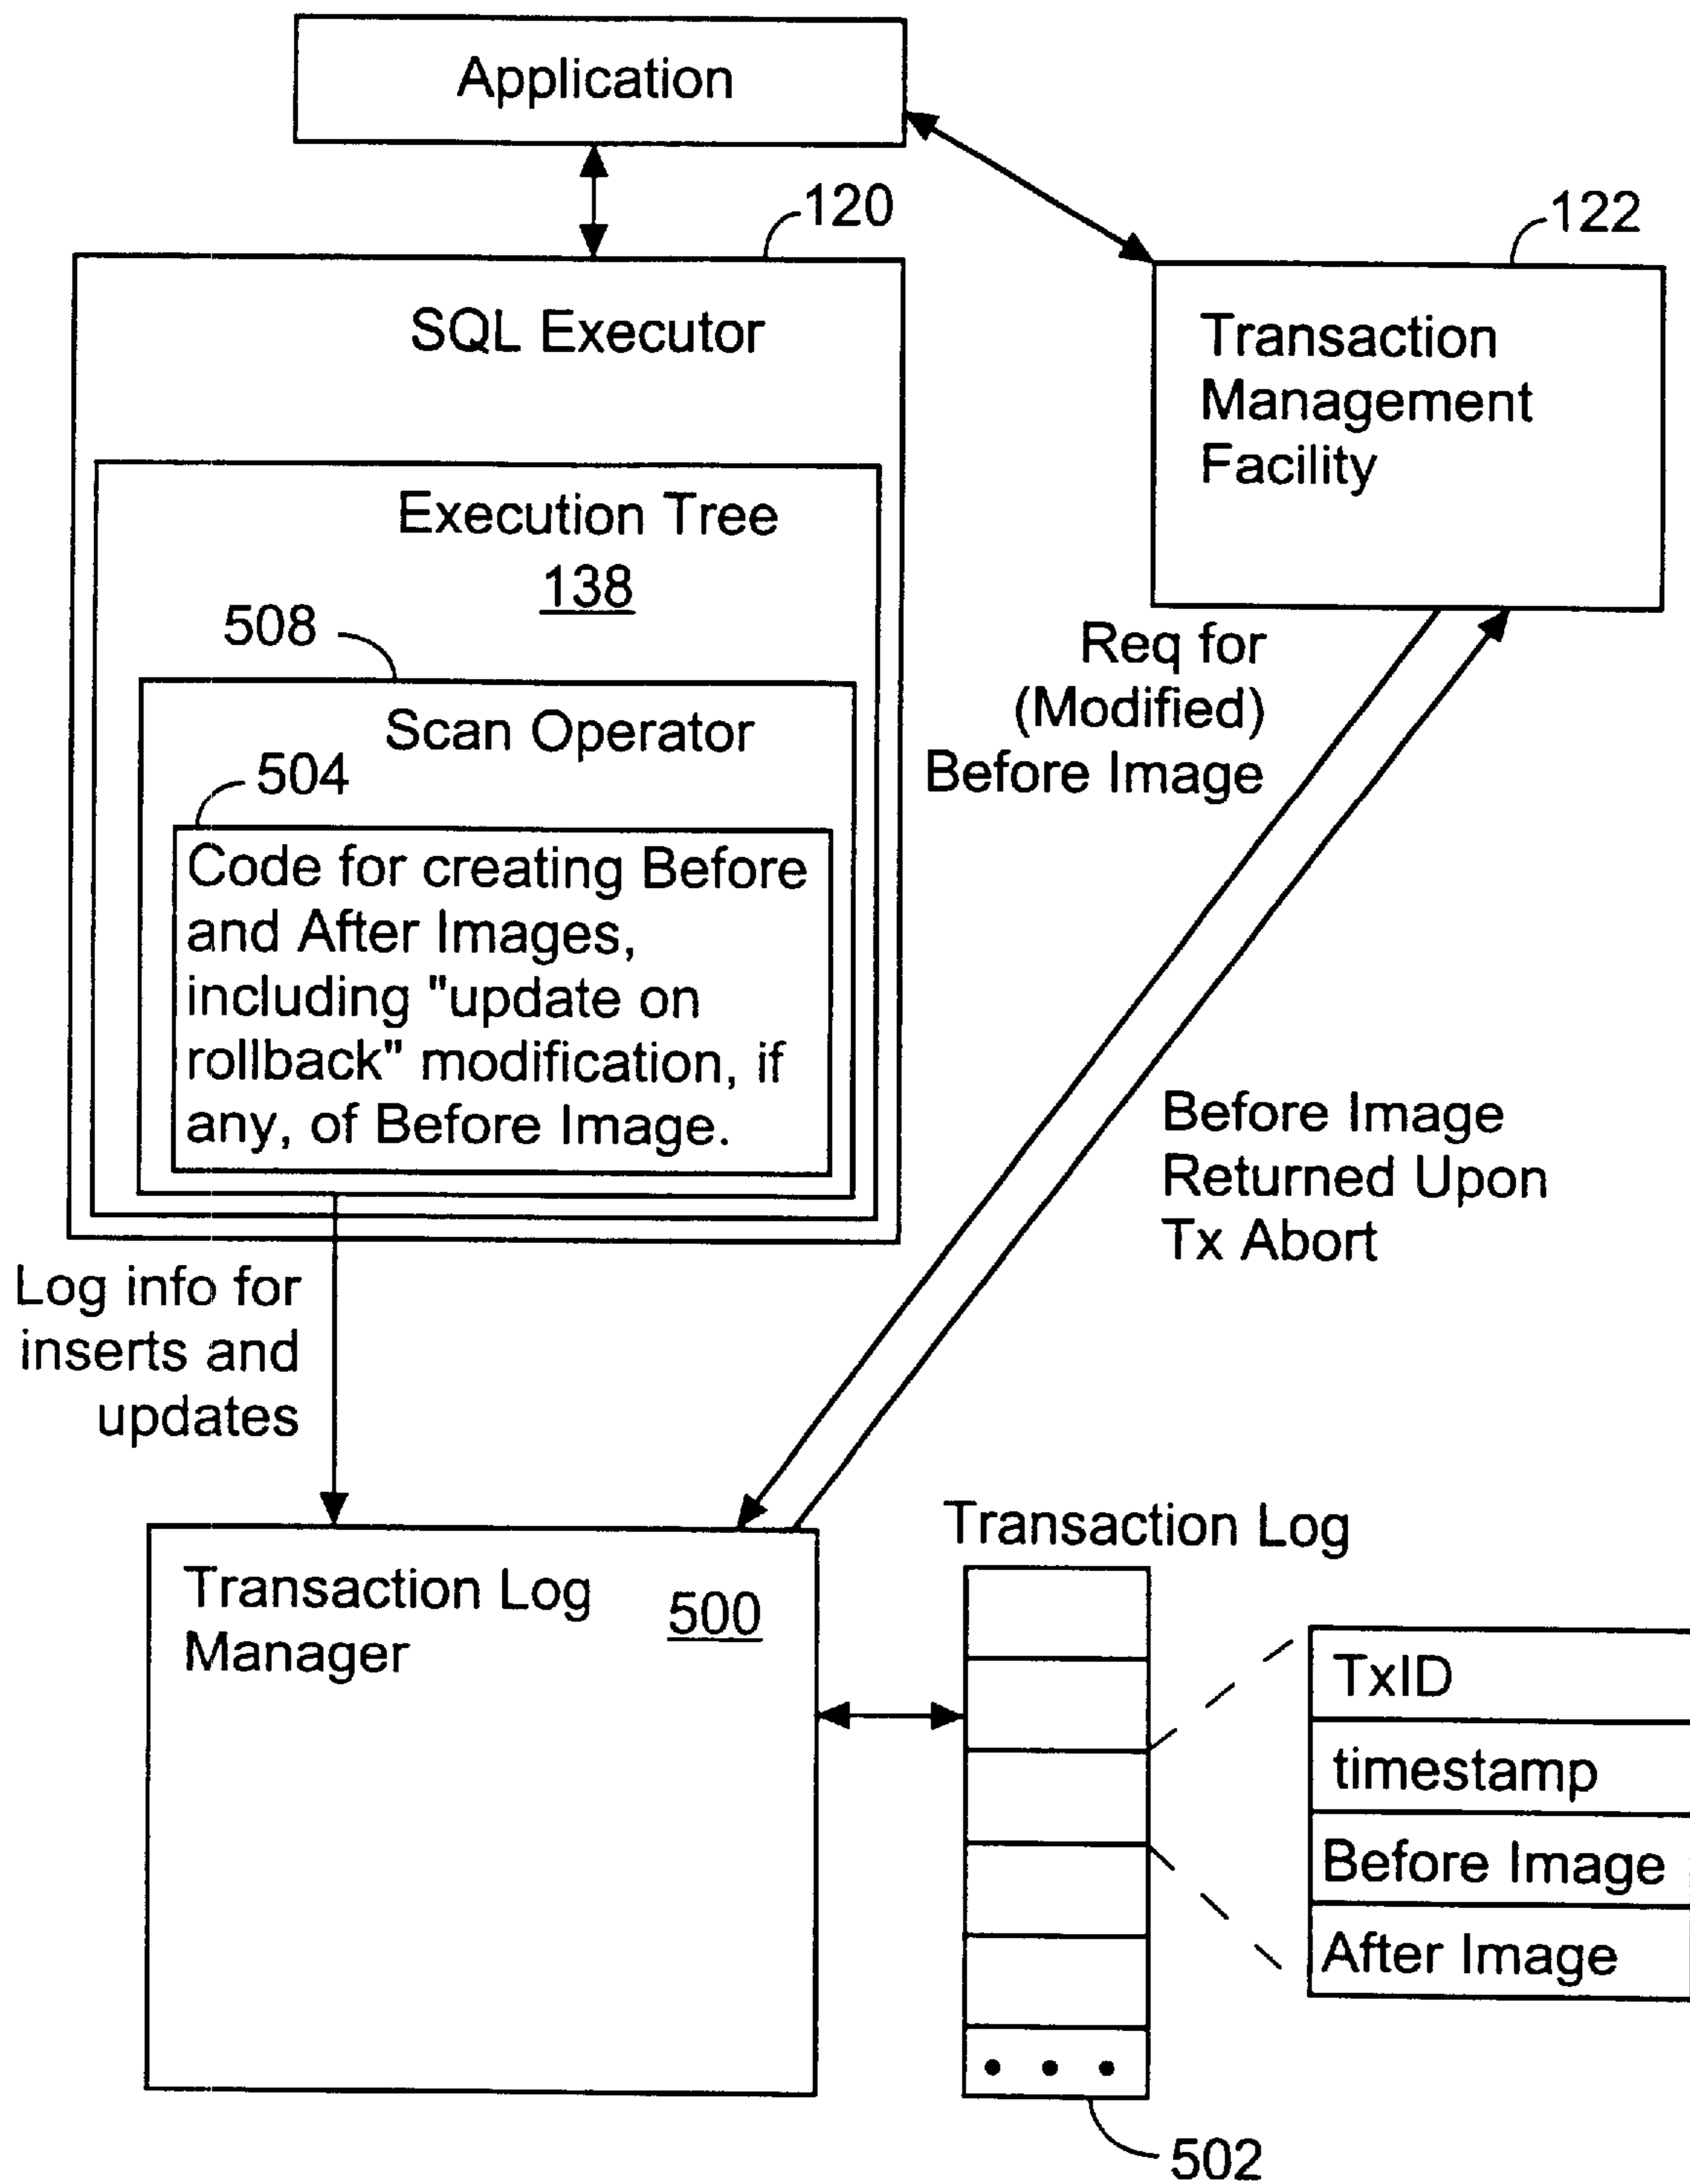 Application
120
122
SQL Executor
Transaction
Management
Facility
Execution Tree
138
508
Req for
(Modified)
Before Image
Scan Operator
504
Code for creating Before
and After Images,
including "update on
rollback" modification, if
any, of Before Image.
Before Image
Returned Upon
Tx Abort
Log info for
inserts and
updates
Transaction Log
Transaction Log
Manager
500
TxID
timestamp
Before Image
After Image
502